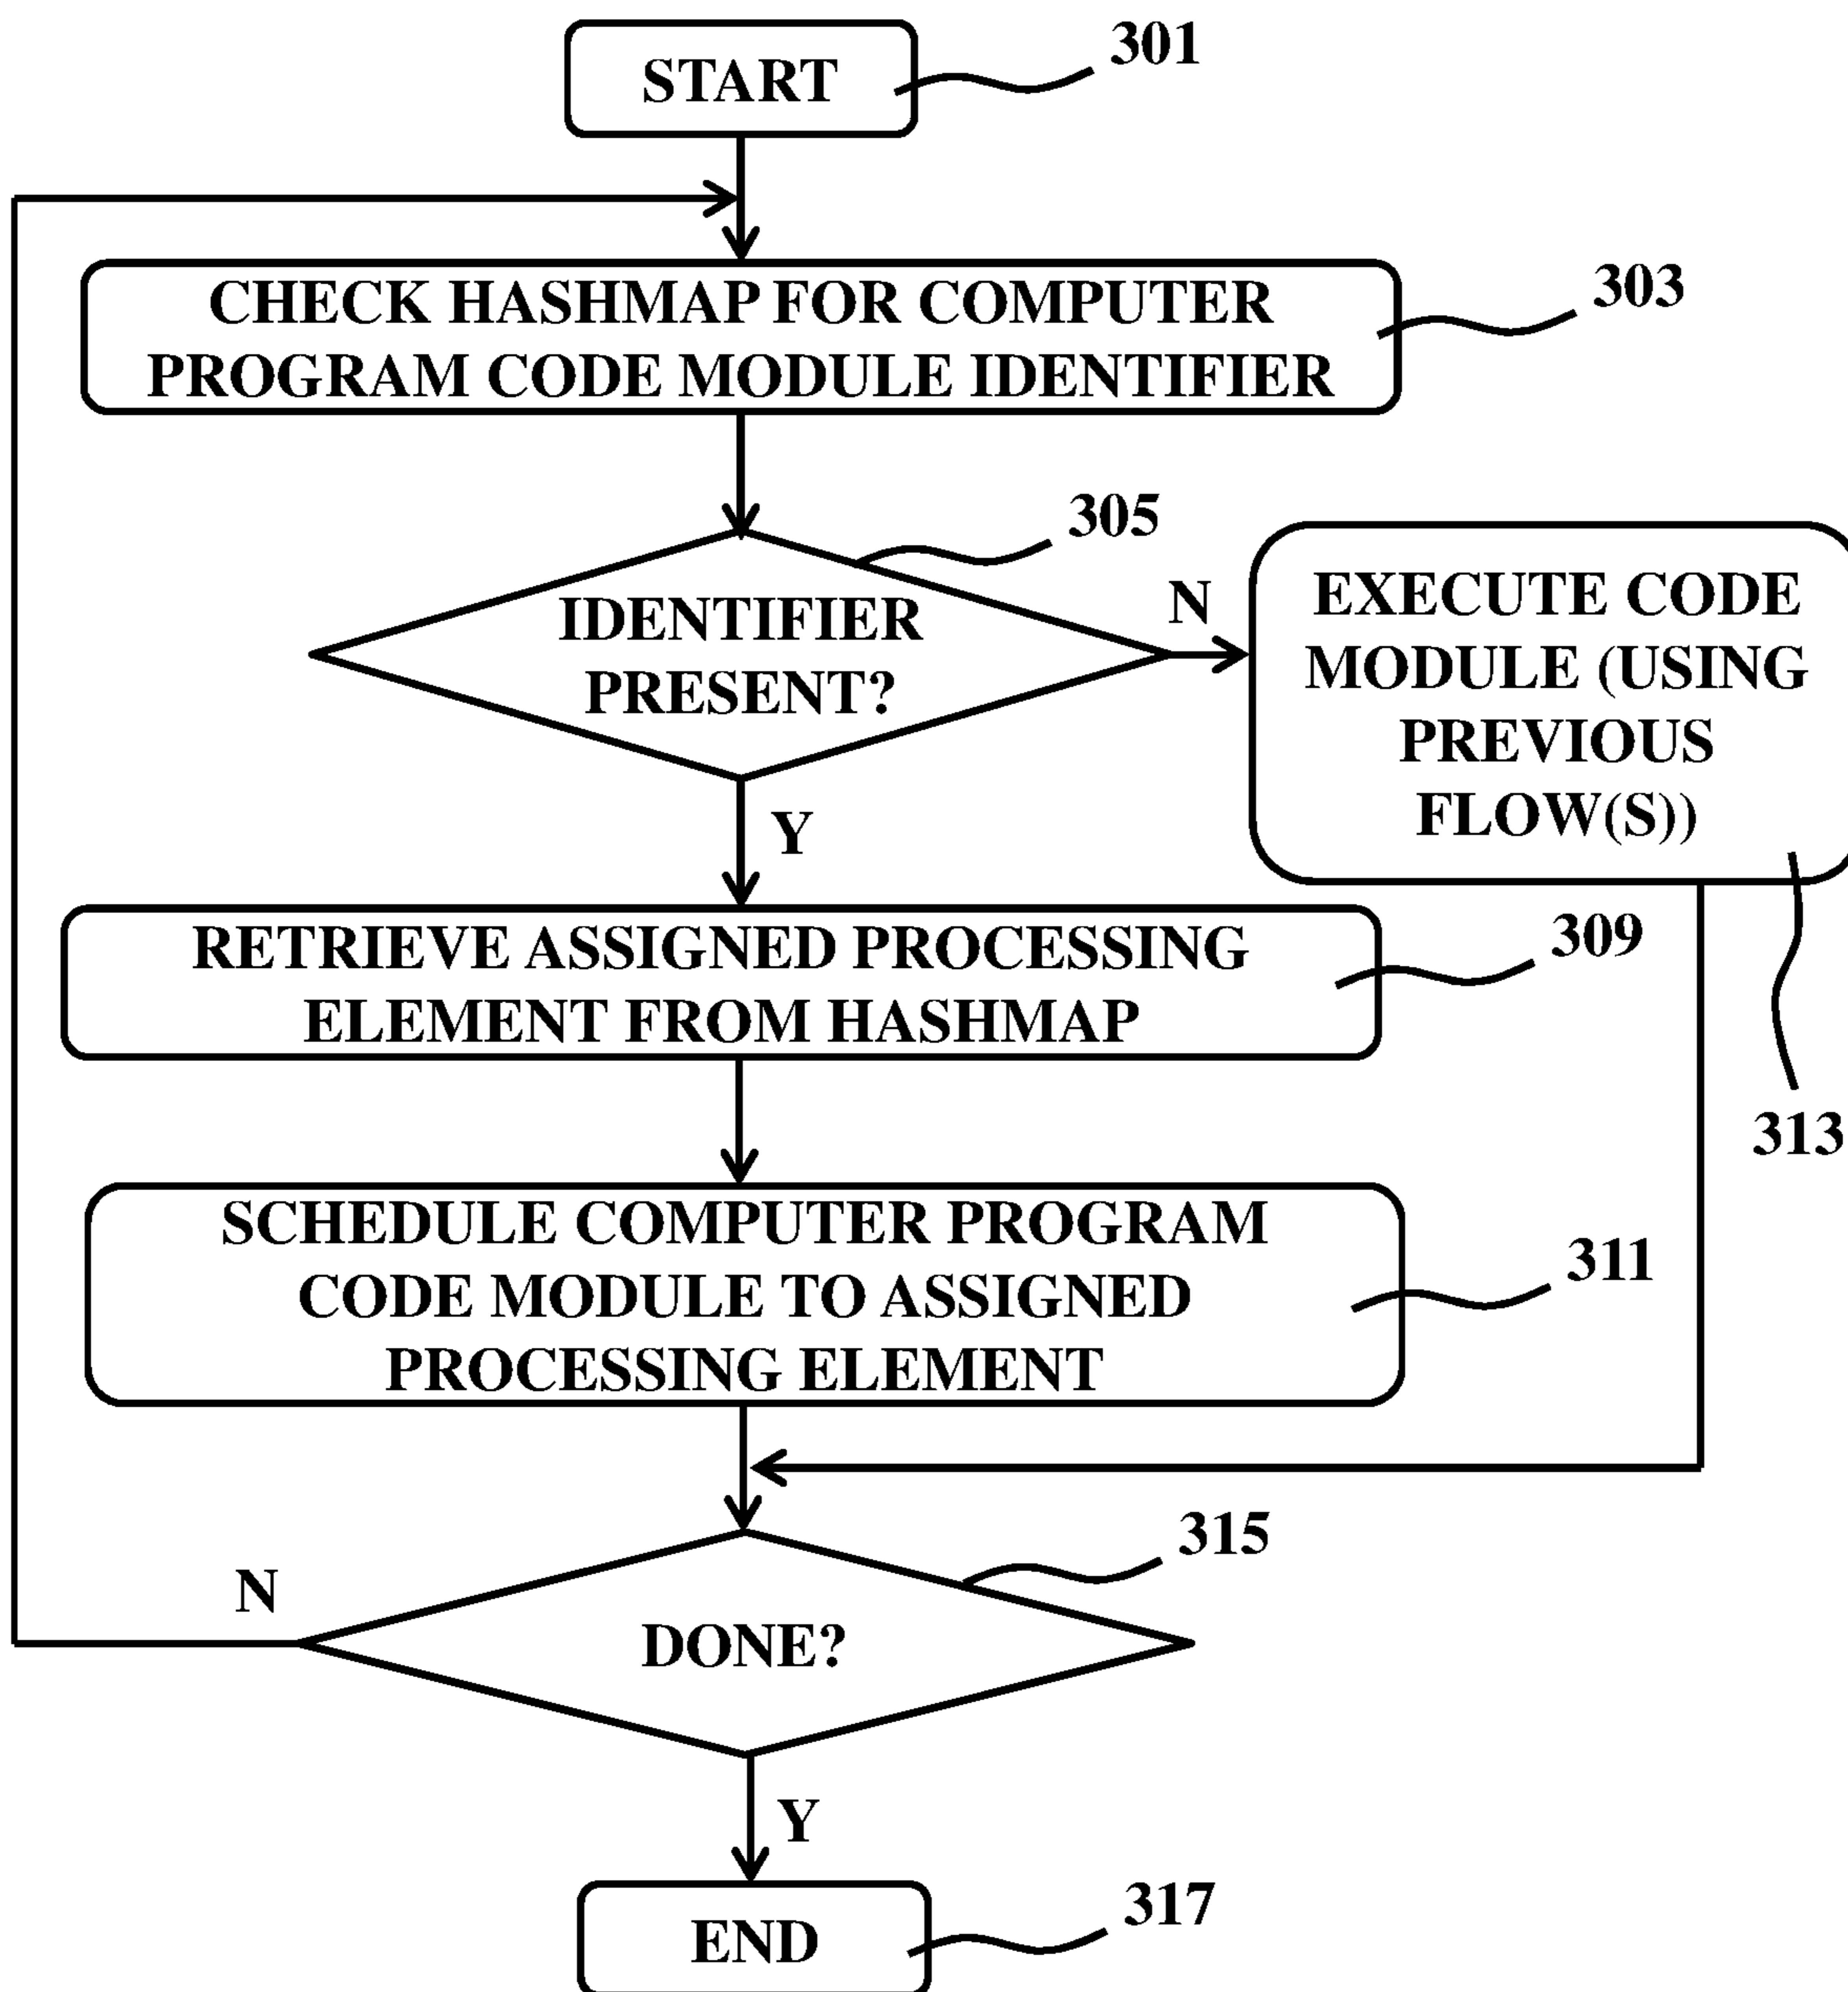 START
301
CHECK HASHMAP FOR COMPUTER
PROGRAM CODE MODULE IDENTIFIER
303
305
IDENTIFIER
PRESENT?
N
EXECUTE CODE
MODULE (USING
PREVIOUS
FLOW(S))
313
Y
RETRIEVE ASSIGNED PROCESSING
ELEMENT FROM HASHMAP
309
SCHEDULE COMPUTER PROGRAM
CODE MODULE TO ASSIGNED
PROCESSING ELEMENT
311
315
N
DONE?
Y
END
317